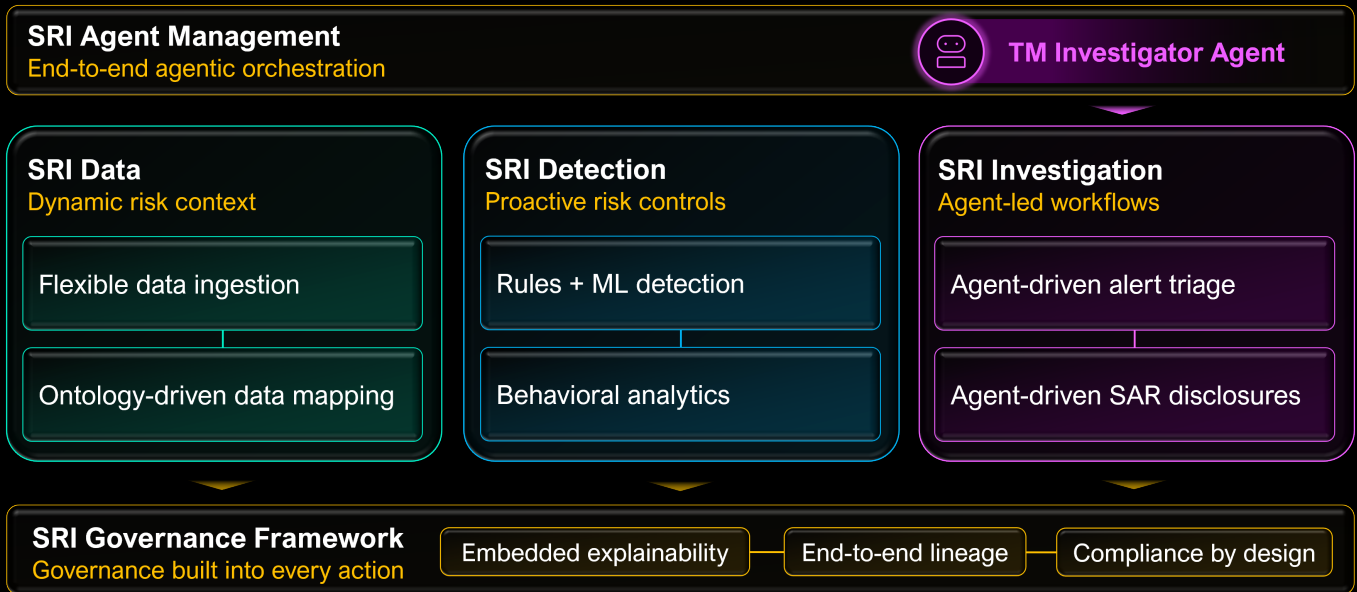 SRI Agent Management
End-to-end agentic orchestration
TM Investigator Agent
SRI Data
Dynamic risk context
Flexible data ingestion
Ontology-driven data mapping
SRI Detection
Proactive risk controls
Rules + ML detection
Behavioral analytics
SRI Investigation
Agent-led workflows
Agent-driven alert triage
Agent-driven SAR disclosures
SRI Governance Framework
Governance built into every action
Embedded explainability
End-to-end lineage
Compliance by design